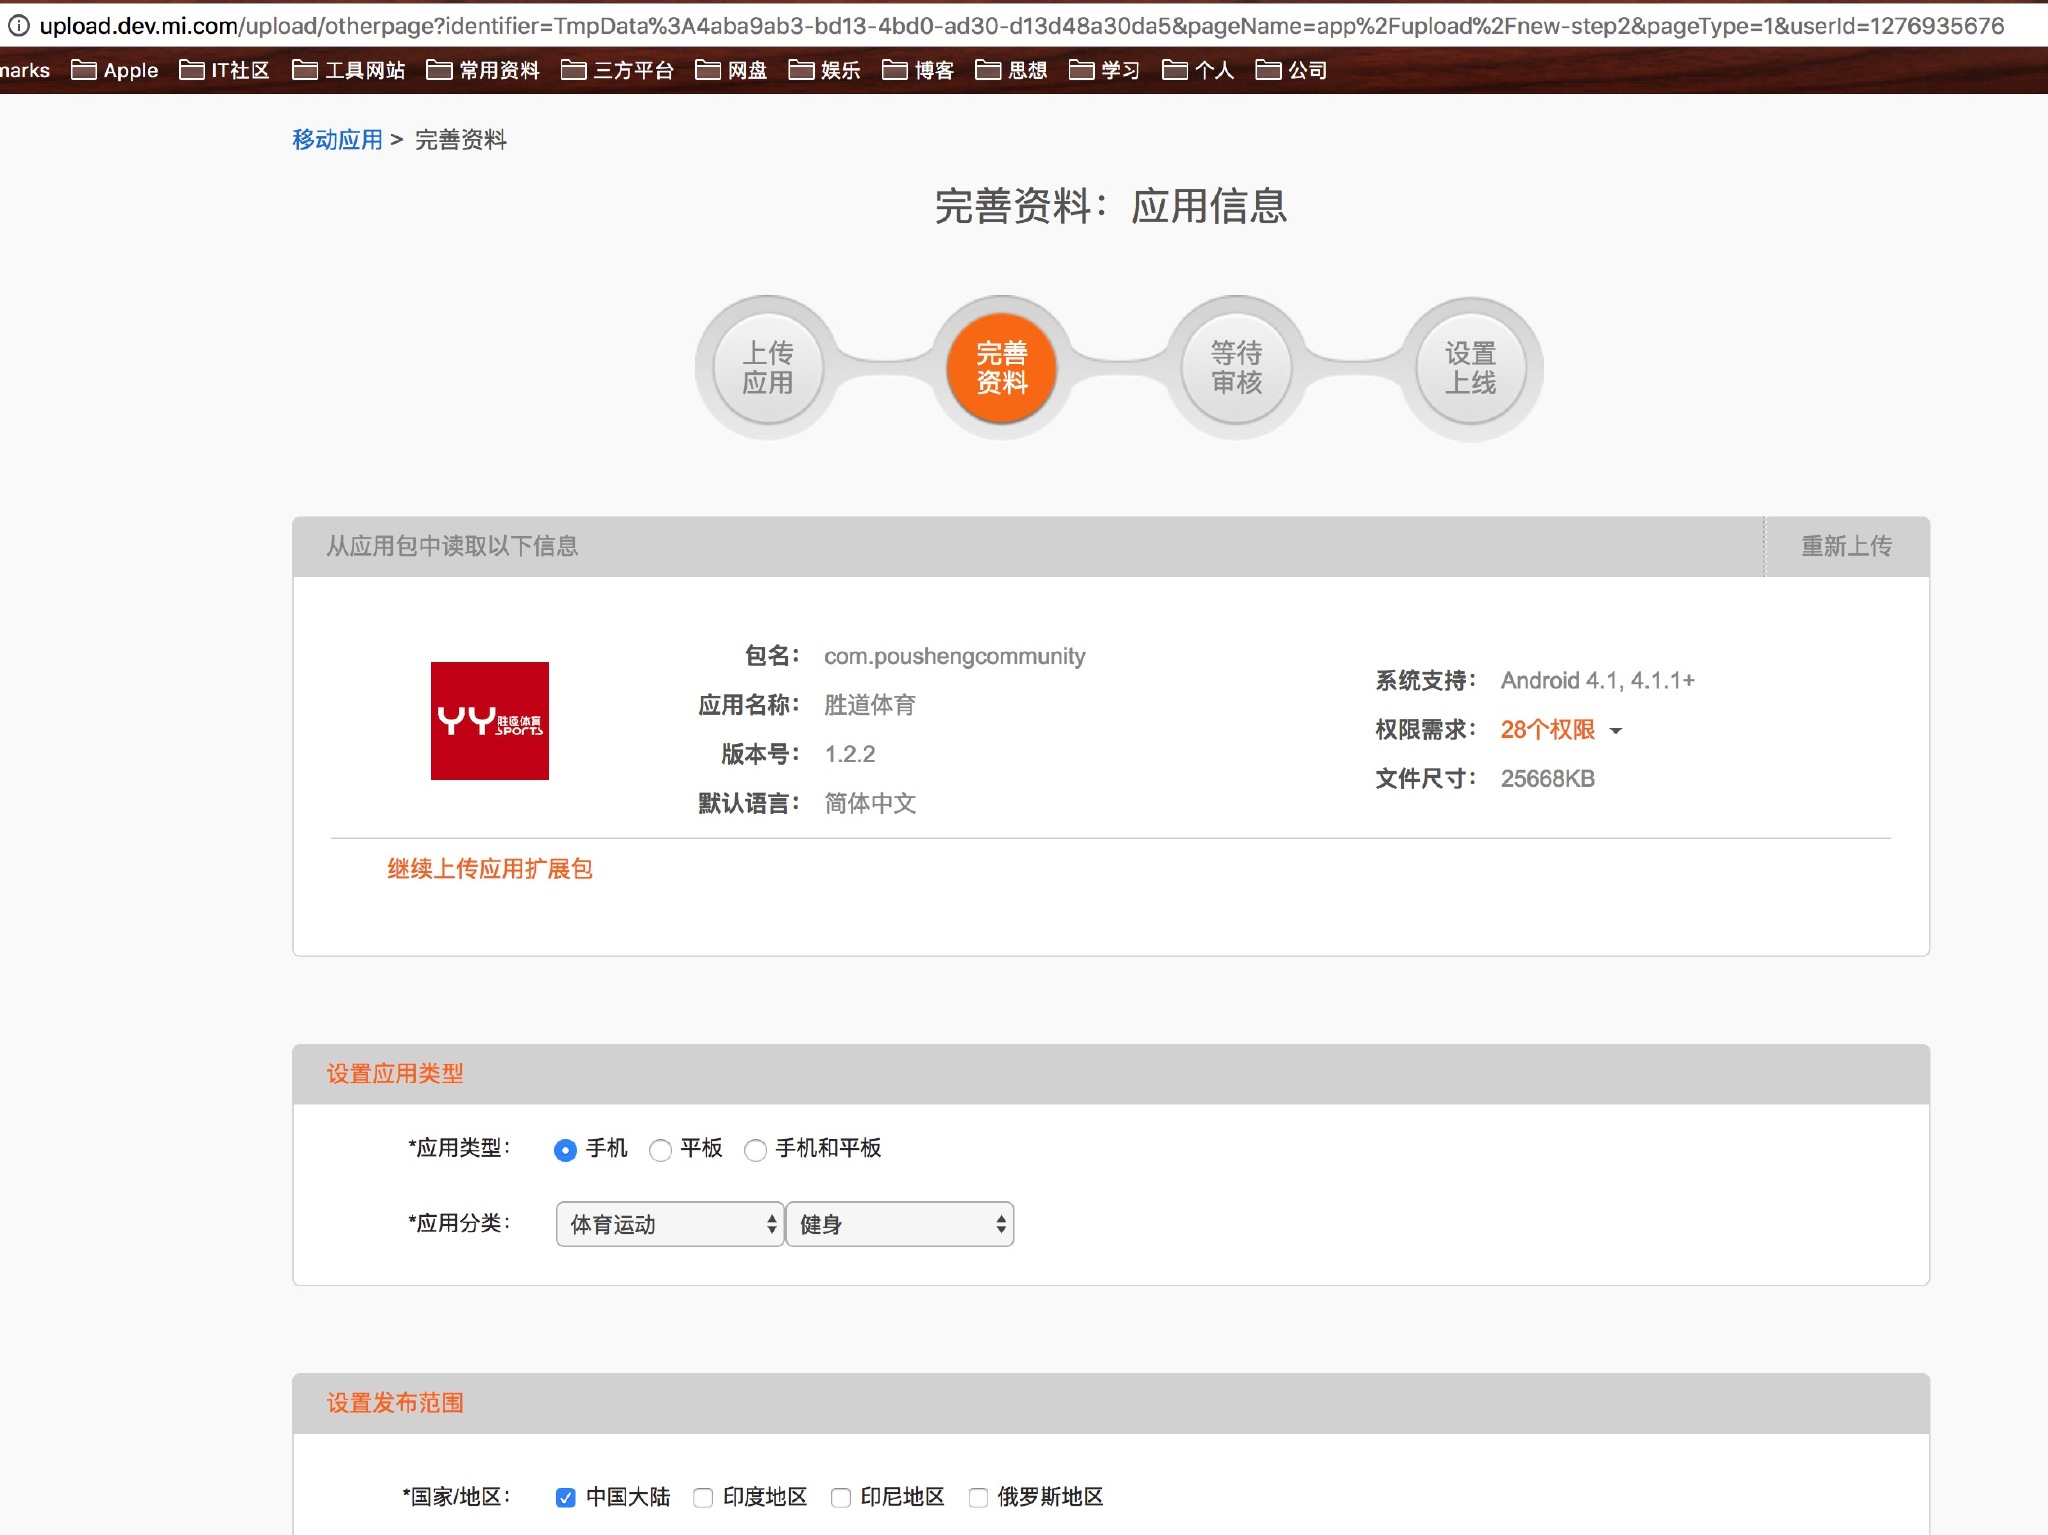 upload.dev.mi.com/upload/otherpage?identifier=TmpData%3A4aba9ab3-bd13-4bd0-ad30-d13d48a30da5&pageName=app%2Fupload%2Fnew-step2&pageType=1&userId=1276935676
marks Apple IT社区 工具网站 常用资料 三方平台 网盘 娱乐 博客 思想 学习 个人 公司
移动应用 > 完善资料
完善资料：应用信息
上传应用 完善资料 等待审核 设置上线
从应用包中读取以下信息 重新上传
YY胜道体育
SPORTS
包名： com.poushengcommunity
应用名称： 胜道体育
版本号： 1.2.2
默认语言： 简体中文
系统支持： Android 4.1, 4.1.1+
权限需求： 28个权限
文件尺寸： 25668KB
继续上传应用扩展包
设置应用类型
*应用类型： 手机 平板 手机和平板
*应用分类： 体育运动 健身
设置发布范围
*国家/地区： 中国大陆 印度地区 印尼地区 俄罗斯地区